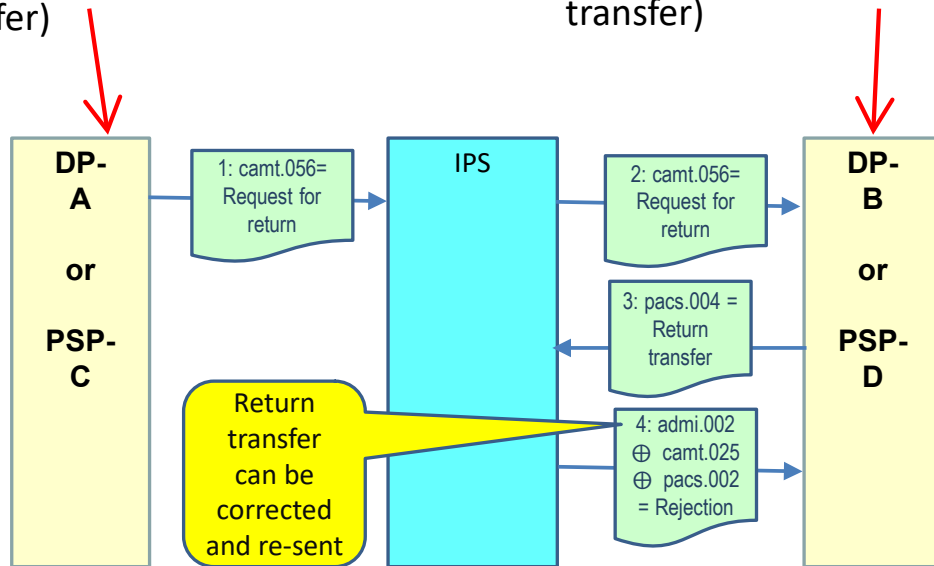 fer)
transfer)
DP-
A
or
PSP-
C
1: camt.056=
Request for
return
IPS
2: camt.056=
Request for
return
DP-
B
or
PSP-
D
3: pacs.004 =
Return
transfer
Return
transfer
can be
corrected
and re-sent
4: admi.002
⊕ camt.025
⊕ pacs.002
= Rejection